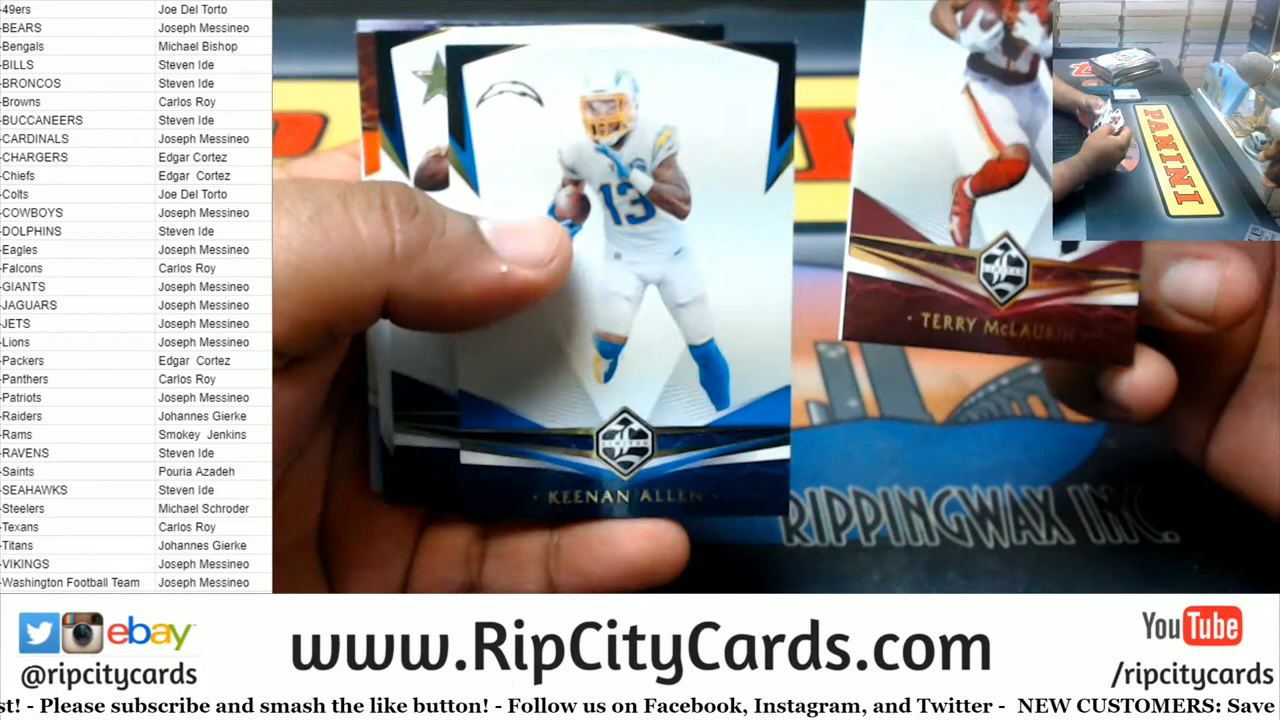 -49ers Joe Del Torto
-BEARS Joseph Messineo
-Bengals Michael Bishop
-BILLS Steven Ide
-BRONCOS Steven Ide
-Browns Carlos Roy
-BUCCANEERS Steven Ide
-CARDINALS Joseph Messineo
-CHARGERS Edgar Cortez
-Chiefs Edgar Cortez
-Colts Joe Del Torto
-COWBOYS Joseph Messineo
-DOLPHINS Steven Ide
-Eagles Joseph Messineo
-Falcons Carlos Roy
-GIANTS Joseph Messineo
-JAGUARS Joseph Messineo
-JETS Joseph Messineo
-Lions Joseph Messineo
-Packers Edgar Cortez
-Panthers Carlos Roy
-Patriots Joseph Messineo
-Raiders Johannes Gierke
-Rams Smokey Jenkins
-RAVENS Steven Ide
-Saints Pouria Azadeh
-SEAHAWKS Steven Ide
-Steelers Michael Schroder
-Texans Carlos Roy
-Titans Johannes Gierke
-VIKINGS Joseph Messineo
-Washington Football Team Joseph Messineo
13
LIMITED
· KEENAN ALLEN ·
LIMITED
· TERRY McLAURIN
PANINI
RIPPINGWAX INC.
ebay
@ripcitycards
www.RipCityCards.com
YouTube
/ripcitycards
st! - Please subscribe and smash the like button! - Follow us on Facebook, Instagram, and Twitter - NEW CUSTOMERS: Save